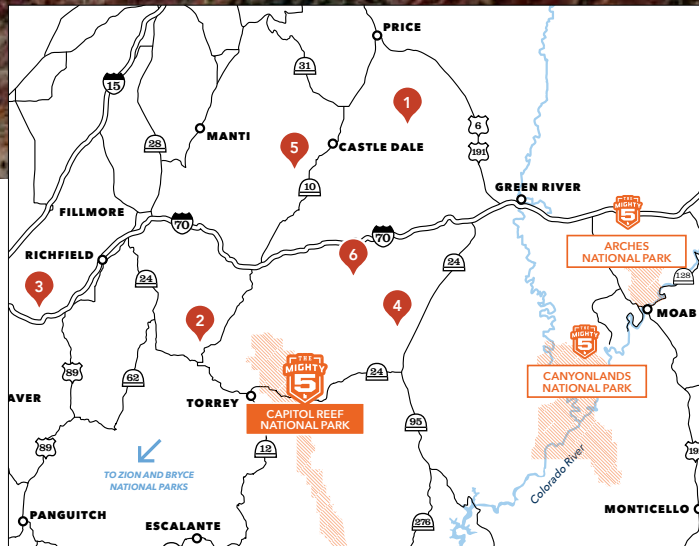 PRICE
31
15
1
6
191
MANTI
28
5
CASTLE DALE
10
GREEN RIVER
FILLMORE
70
THE
MIGHTY
5
ARCHES
NATIONAL PARK
RICHFIELD
70
6
24
24
128
3
2
4
MOAB
THE
MIGHTY
5
CANYONLANDS
NATIONAL PARK
THE
MIGHTY
5
CAPITOL REEF
NATIONAL PARK
24
89
62
AVER
TORREY
95
89
12
TO ZION AND BRYCE
NATIONAL PARKS
Colorado River
19
MONTICELLO
PANGUITCH
ESCALANTE
276